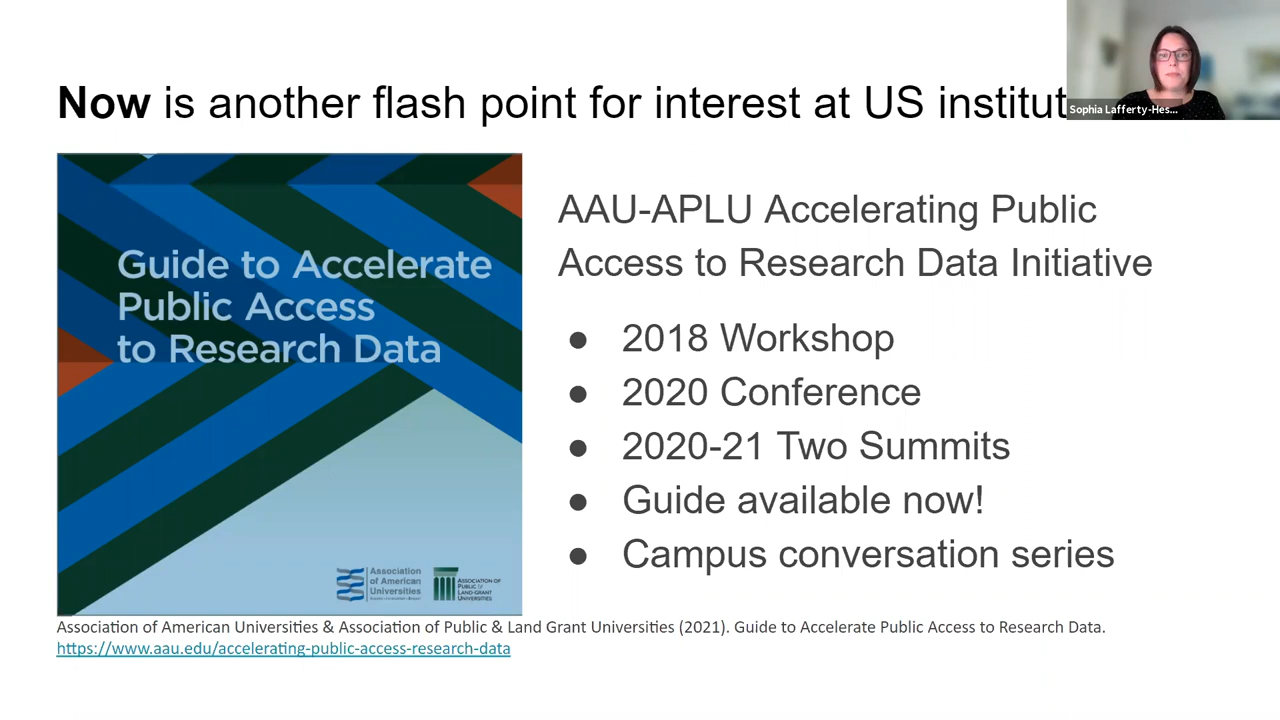 Now is another flash point for interest at US institut
Sophia Lafferty-Hes...
Guide to Accelerate
Public Access
to Research Data
Association
of American
Universities
ASSOCIATION OF
PUBLIC &
LAND-GRANT
UNIVERSITIES
AAU-APLU Accelerating Public
Access to Research Data Initiative
● 2018 Workshop
● 2020 Conference
● 2020-21 Two Summits
● Guide available now!
● Campus conversation series
Association of American Universities & Association of Public & Land Grant Universities (2021). Guide to Accelerate Public Access to Research Data.
https://www.aau.edu/accelerating-public-access-research-data